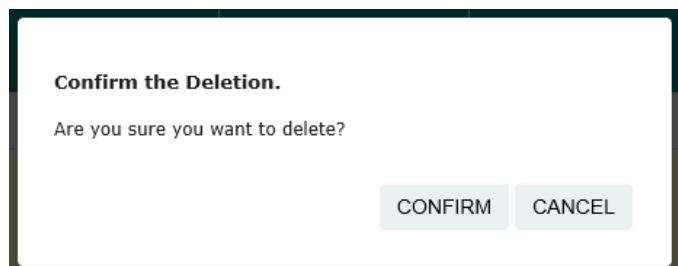 Confirm the Deletion.
Are you sure you want to delete?
CONFIRM CANCEL